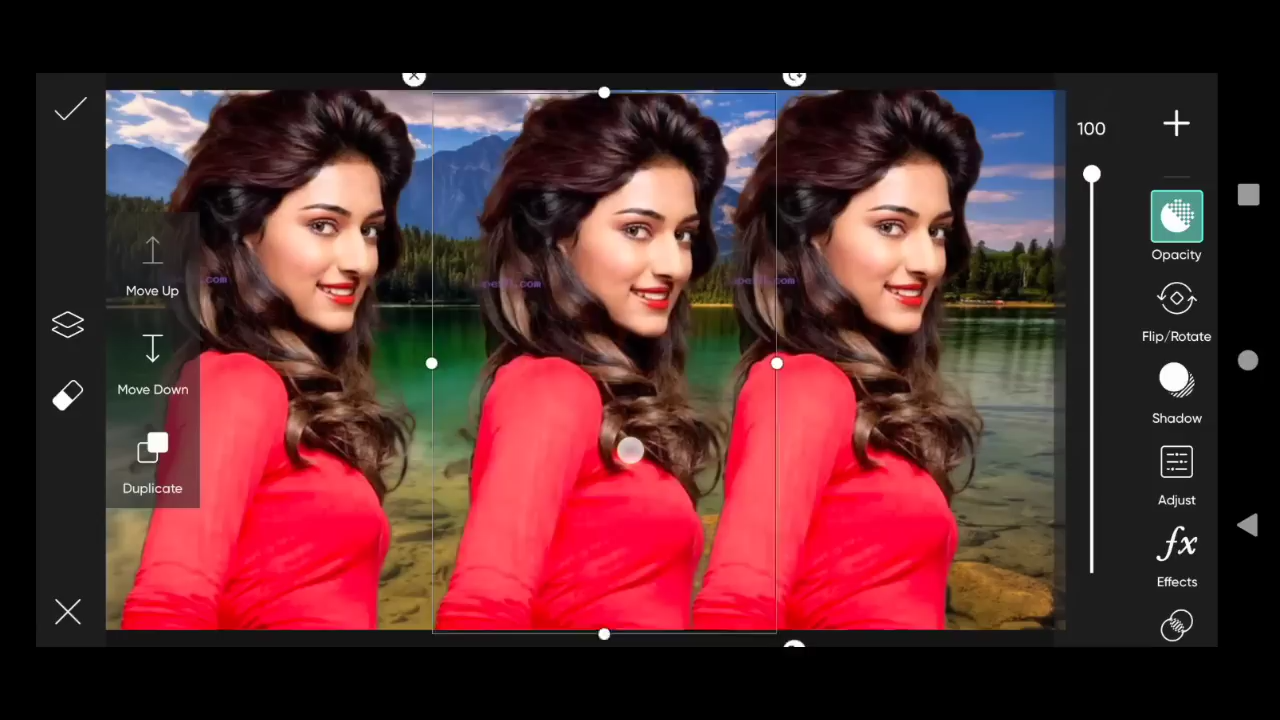 100
Opacity
Move Up
Flip/Rotate
Move Down
Shadow
Duplicate
Adjust
fx
Effects